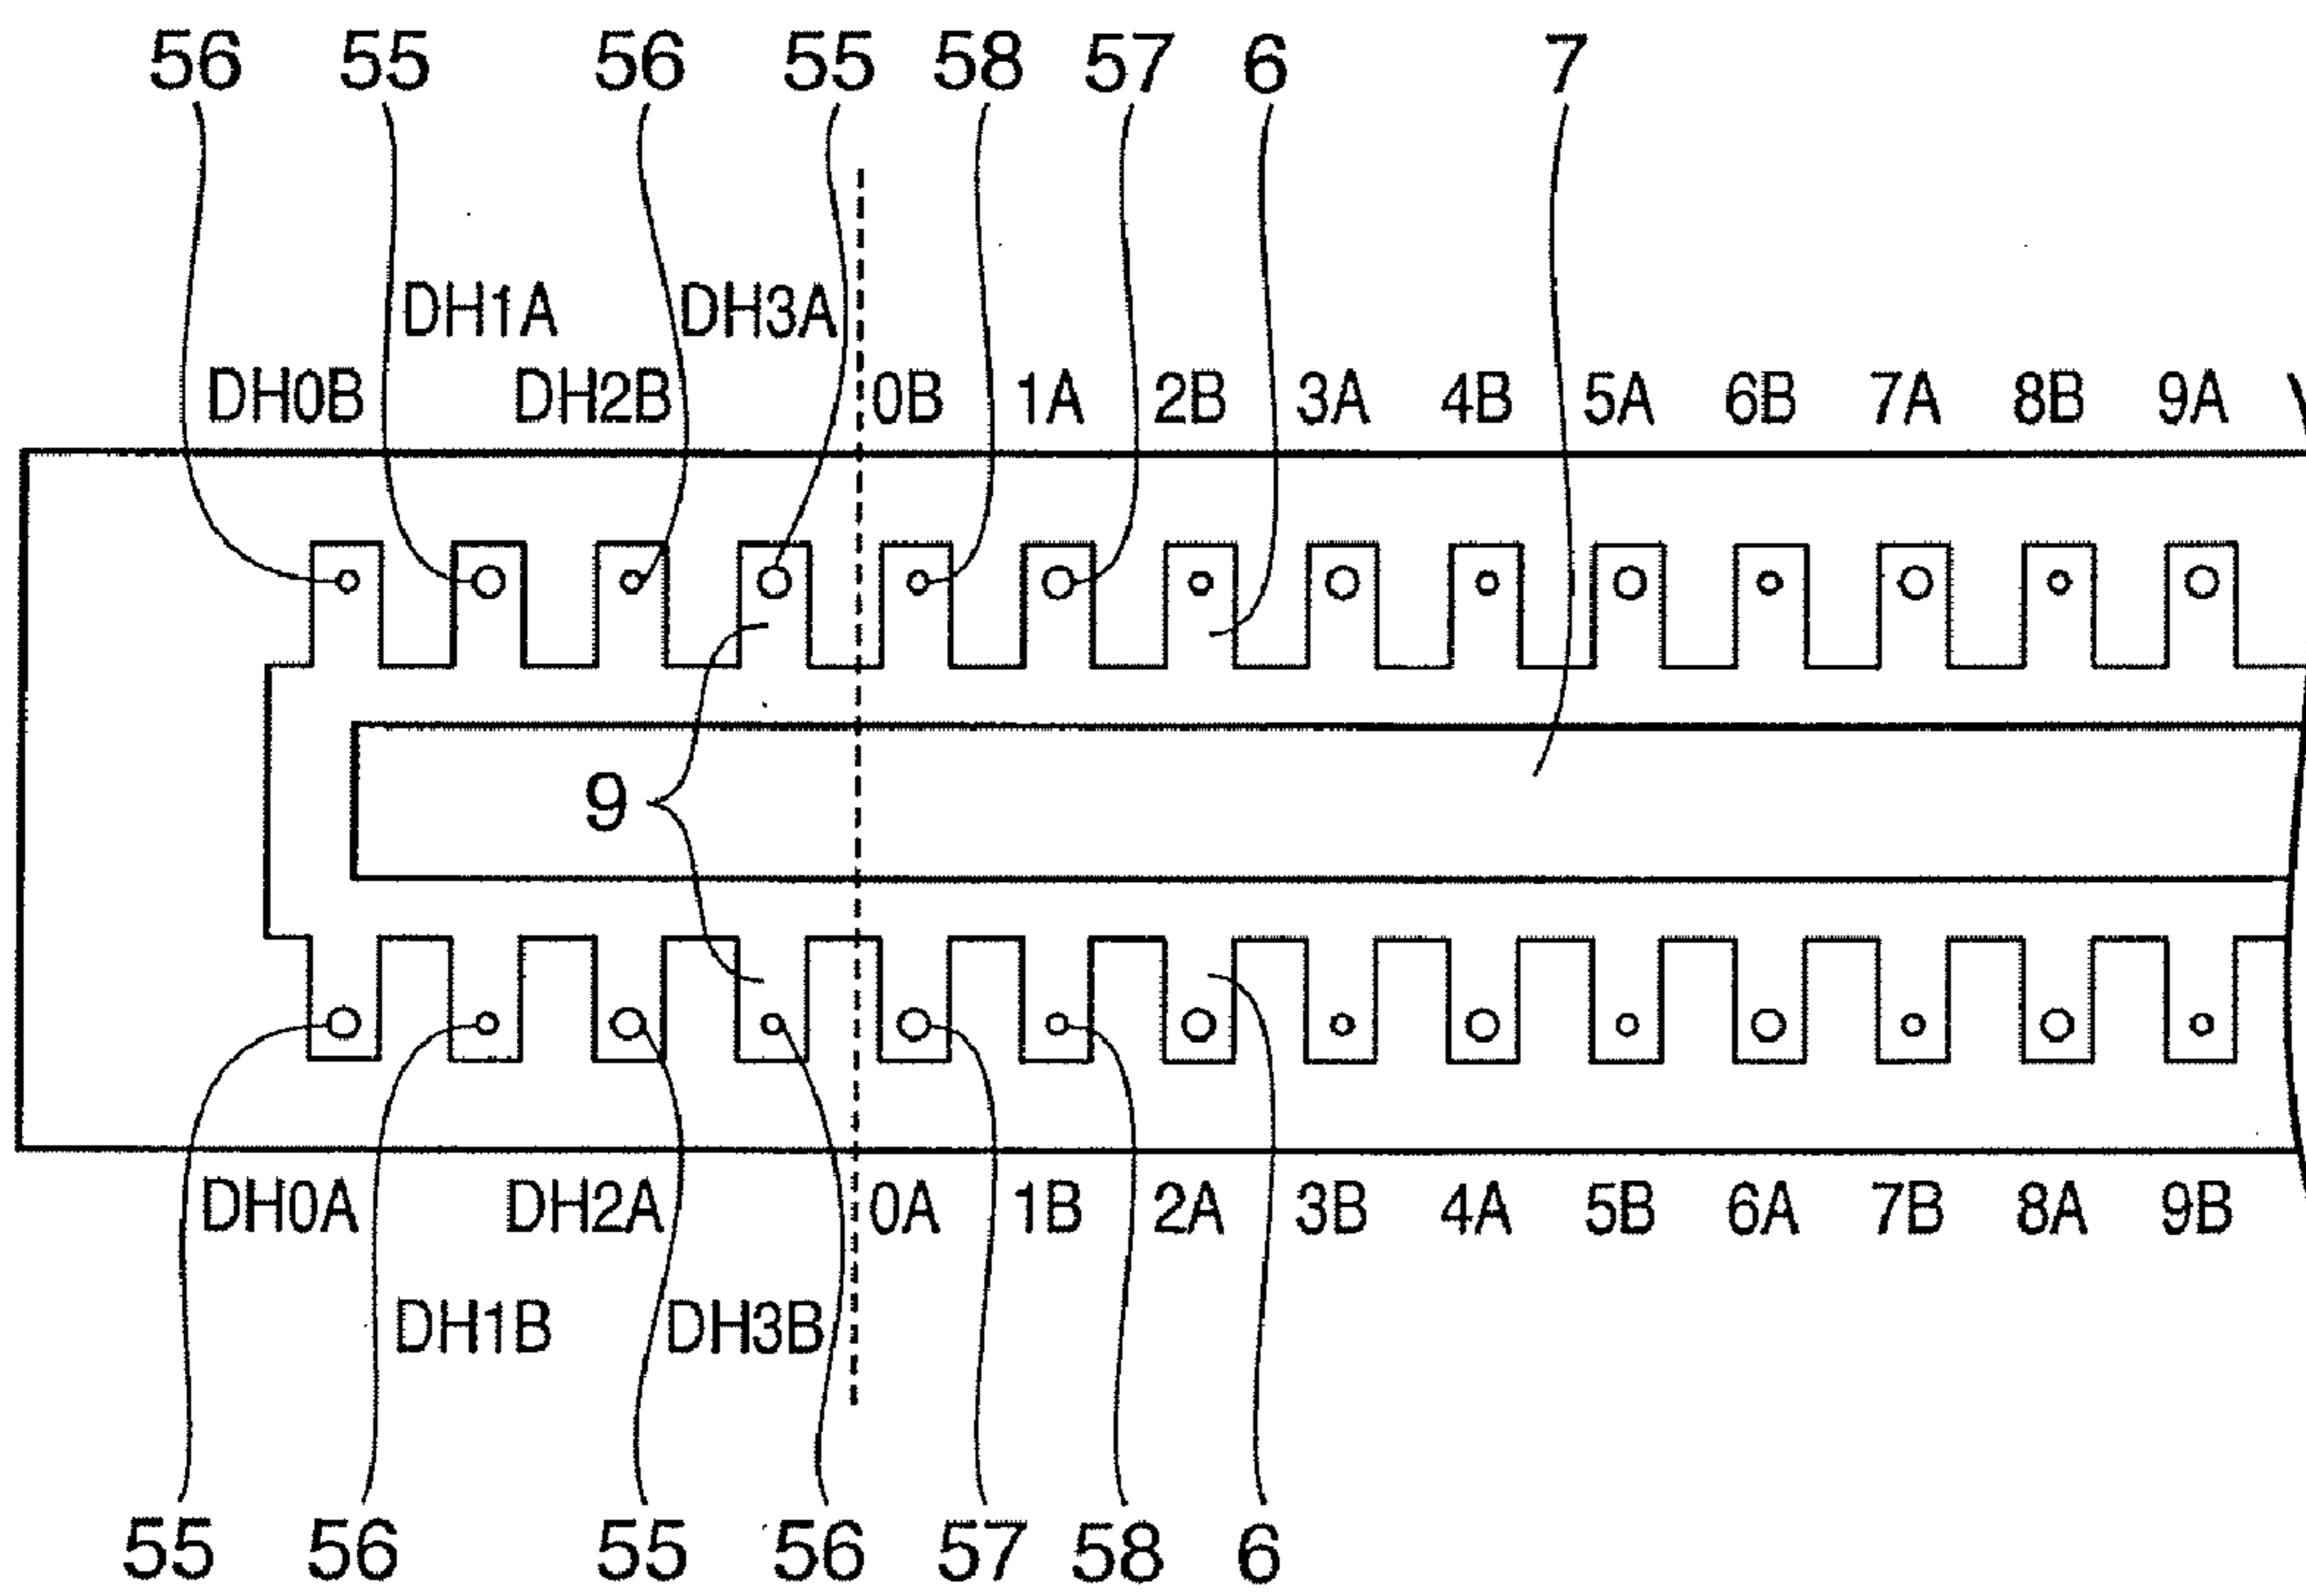 56 55 56 55 58 57 6 7
DH1A DH3A
DH0B DH2B 0B 1A 2B 3A 4B 5A 6B 7A 8B 9A
9
DH0A DH2A 0A 1B 2A 3B 4A 5B 6A 7B 8A 9B
DH1B DH3B
55 56 55 56 57 58 6